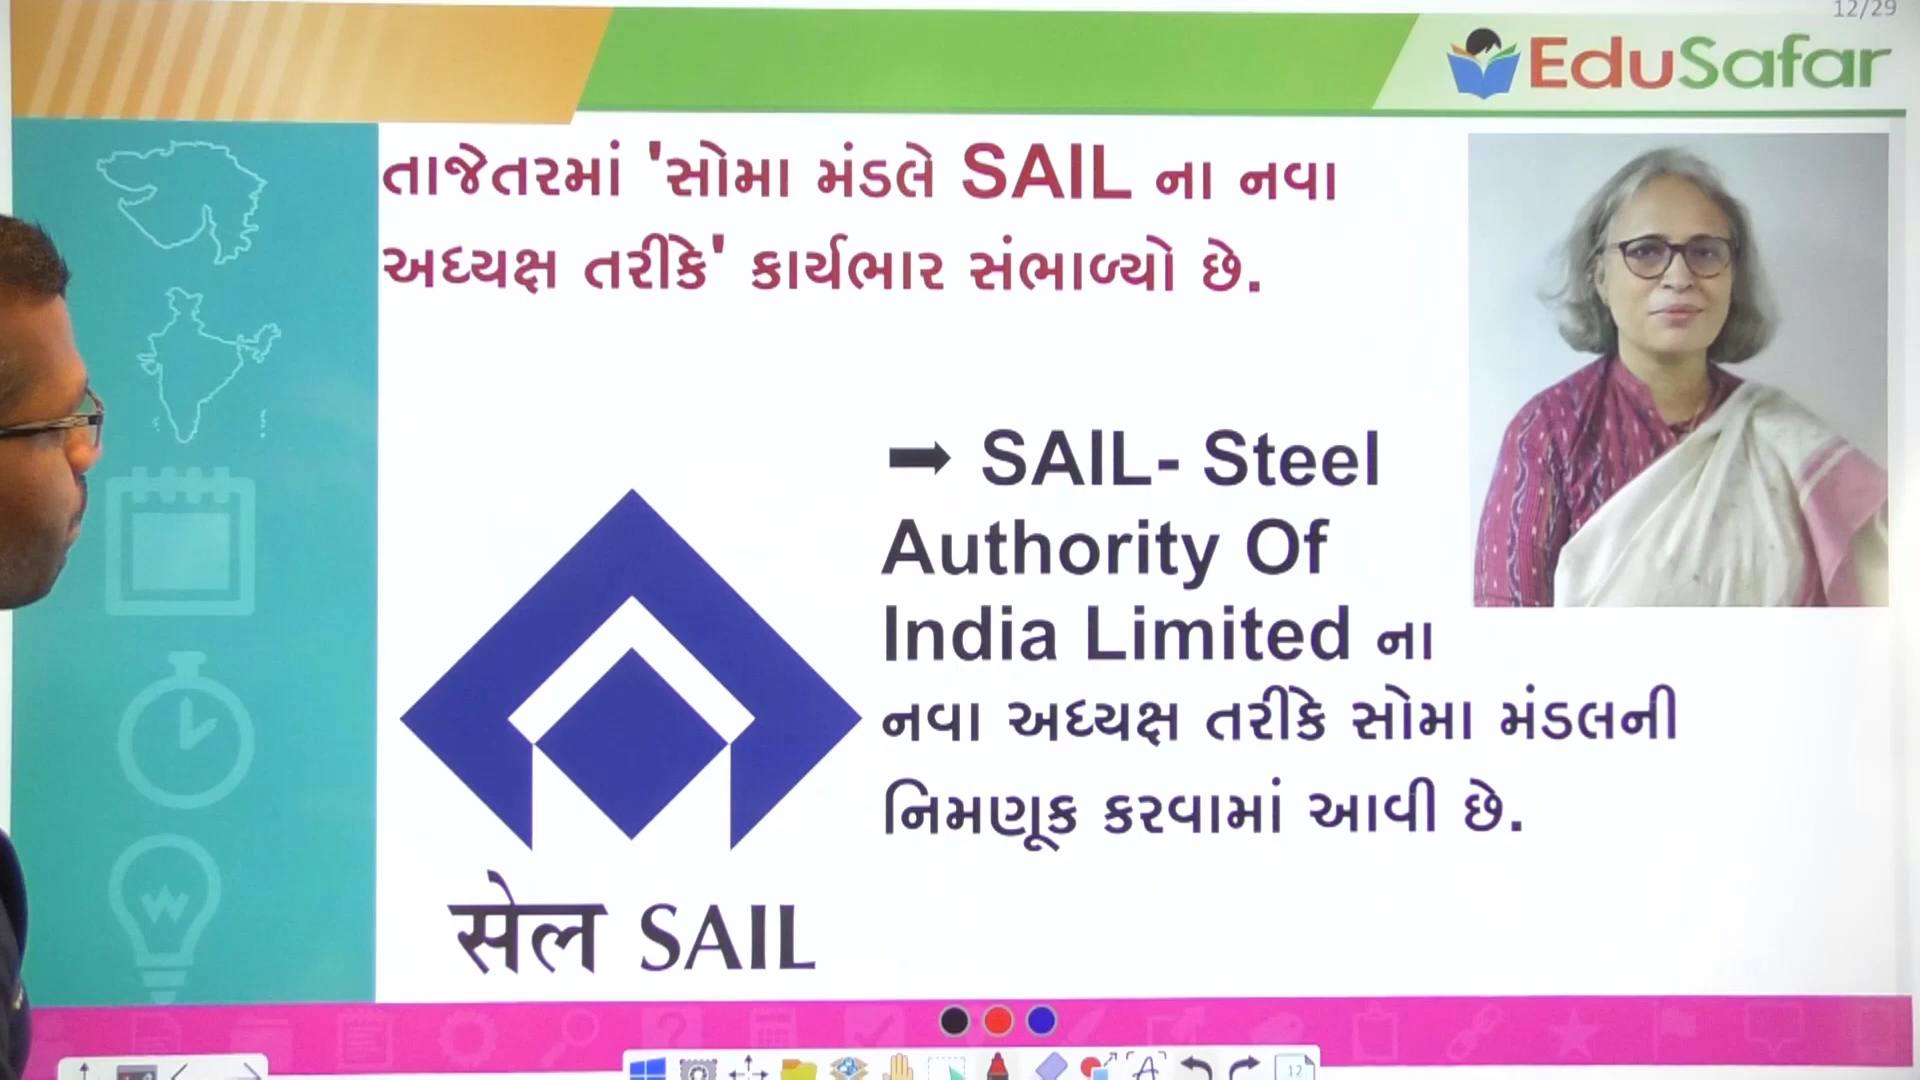 12/29
EduSafar
તાજેતરમાં 'સોમા મંડલે SAIL ના નવા
અધ્યક્ષ તરીકે' કાર્યભાર સંભાળ્યો છે.
➡ SAIL- Steel
Authority Of
India Limited ના
નવા અધ્યક્ષ તરીકે સોમા મંડલની
નિમણૂક કરવામાં આવી છે.
सेल SAIL
12